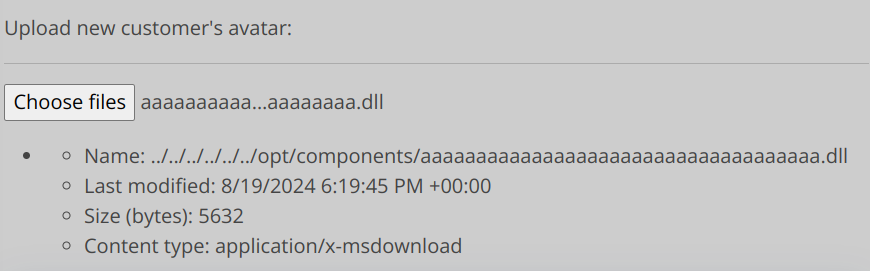 Upload new customer's avatar:
Choose files aaaaaaaaaa...aaaaaaaa.dll
Name: ../../../../../../opt/components/aaaaaaaaaaaaaaaaaaaaaaaaaaaaaaaaaaaa.dll
Last modified: 8/19/2024 6:19:45 PM +00:00
Size (bytes): 5632
Content type: application/x-msdownload